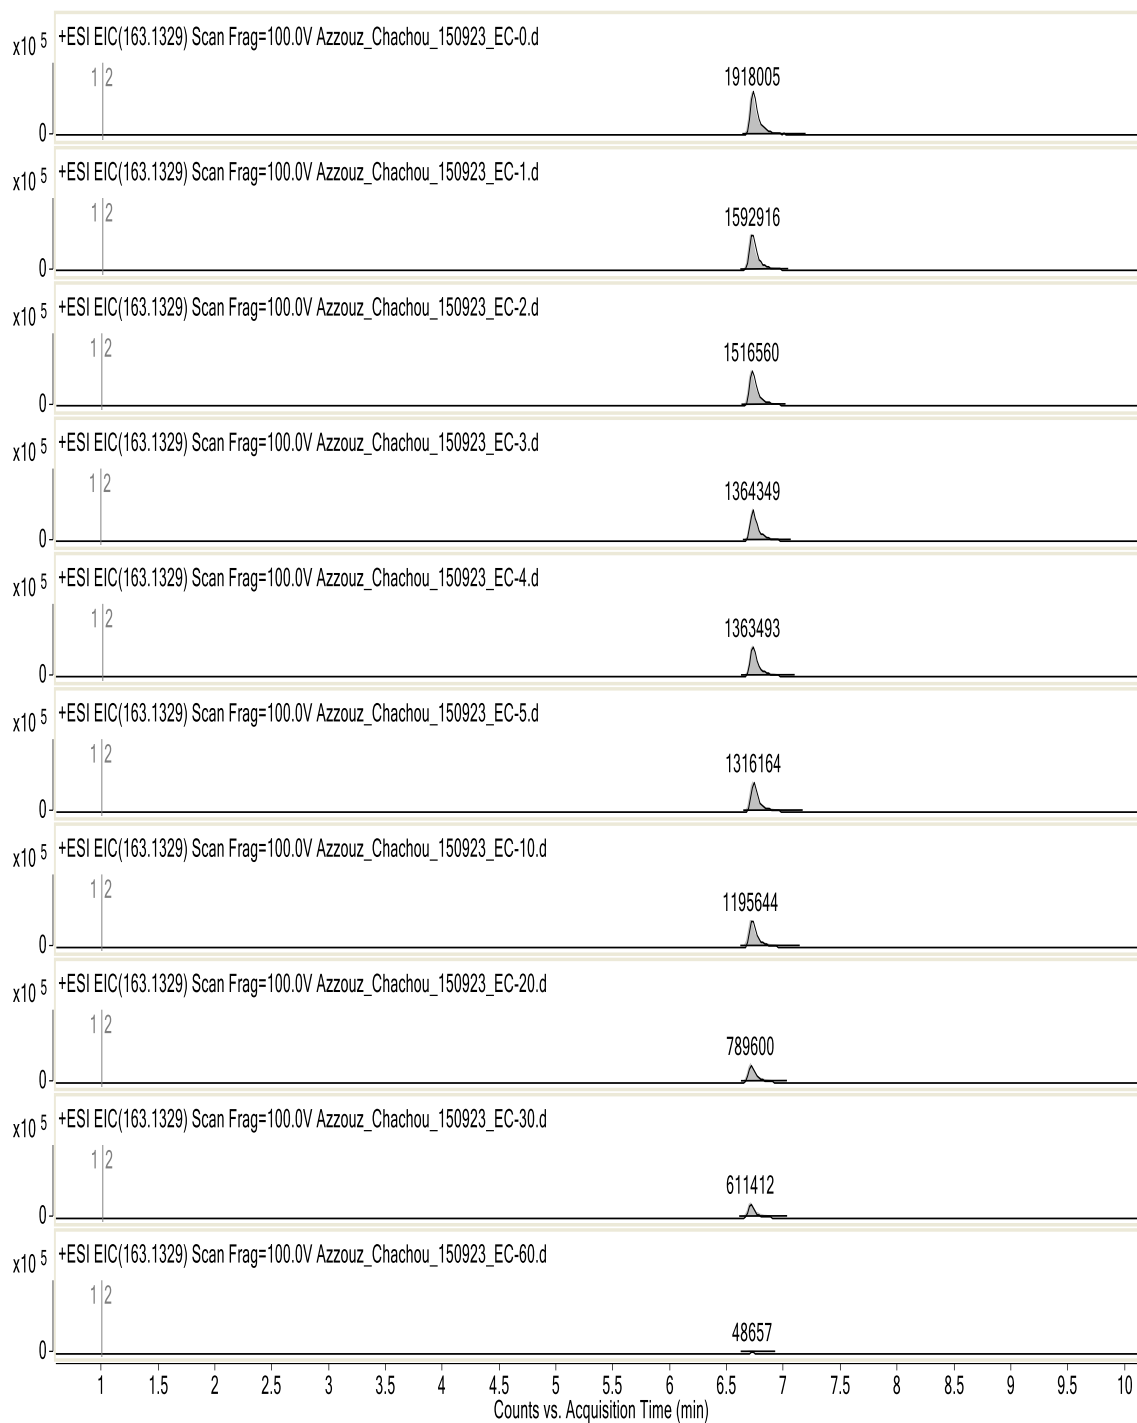 +ESI EIC(163.1329) Scan Frag=100.0V Azzouz_Chachou_150923_EC-0.d
x10 5
1 2
1918005
0
+ESI EIC(163.1329) Scan Frag=100.0V Azzouz_Chachou_150923_EC-1.d
x10 5
1 2
1592916
0
+ESI EIC(163.1329) Scan Frag=100.0V Azzouz_Chachou_150923_EC-2.d
x10 5
1 2
1516560
0
+ESI EIC(163.1329) Scan Frag=100.0V Azzouz_Chachou_150923_EC-3.d
x10 5
1 2
1364349
0
+ESI EIC(163.1329) Scan Frag=100.0V Azzouz_Chachou_150923_EC-4.d
x10 5
1 2
1363493
0
+ESI EIC(163.1329) Scan Frag=100.0V Azzouz_Chachou_150923_EC-5.d
x10 5
1 2
1316164
0
+ESI EIC(163.1329) Scan Frag=100.0V Azzouz_Chachou_150923_EC-10.d
x10 5
1 2
1195644
0
+ESI EIC(163.1329) Scan Frag=100.0V Azzouz_Chachou_150923_EC-20.d
x10 5
1 2
789600
0
+ESI EIC(163.1329) Scan Frag=100.0V Azzouz_Chachou_150923_EC-30.d
x10 5
1 2
611412
0
+ESI EIC(163.1329) Scan Frag=100.0V Azzouz_Chachou_150923_EC-60.d
x10 5
1 2
48657
0
1 1.5 2 2.5 3 3.5 4 4.5 5 5.5 6 6.5 7 7.5 8 8.5 9 9.5 10
Counts vs. Acquisition Time (min)